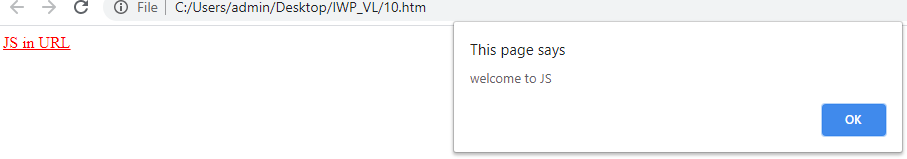 File | C:/Users/admin/Desktop/IWP_VL/10.htm
JS in URL
This page says
welcome to JS
OK